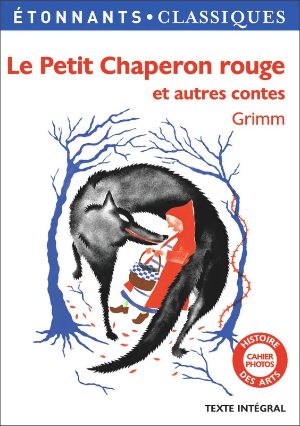 ÉTONNANTS • CLASSIQUES
Le Petit Chaperon rouge
et autres contes
Grimm
HISTOIRE
CAHIER
PHOTOS
DES ARTS
TEXTE INTÉGRAL